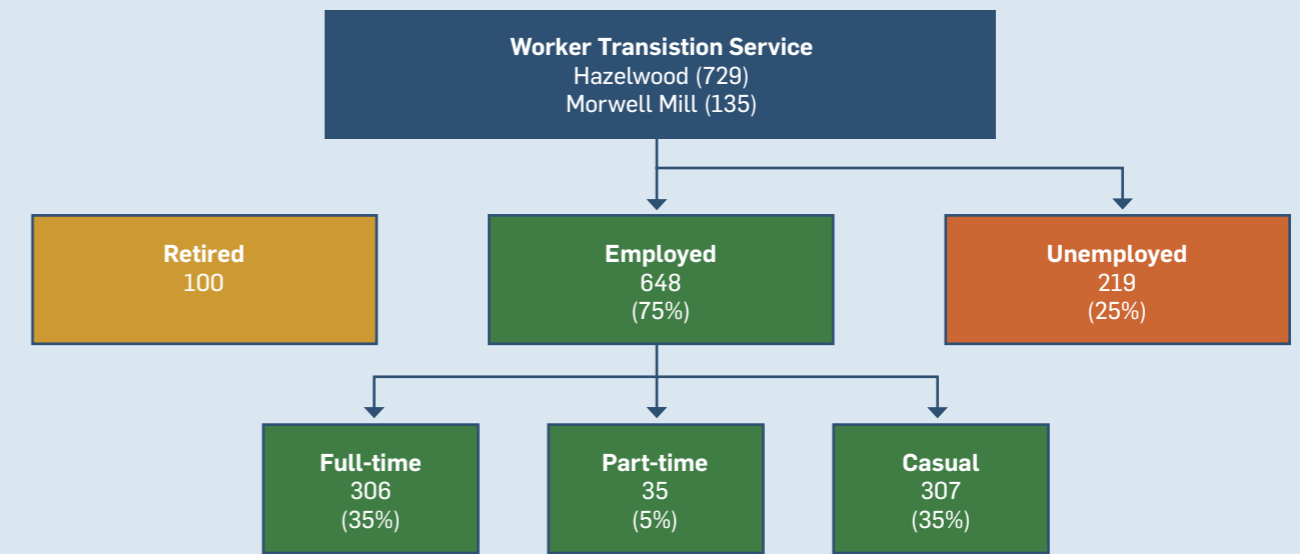 Worker Transistion Service
Hazelwood (729)
Morwell Mill (135)
Retired
100
Employed
648
(75%)
Unemployed
219
(25%)
Full-time
306
(35%)
Part-time
35
(5%)
Casual
307
(35%)